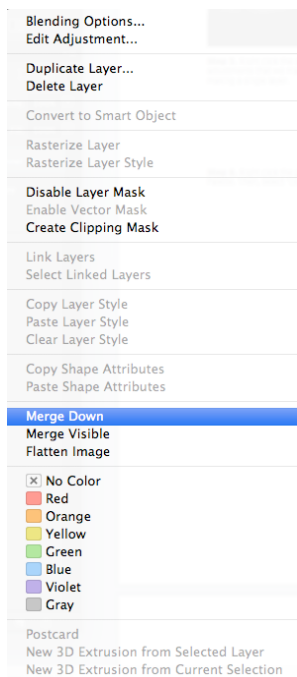 Blending Options...
Edit Adjustment...
Duplicate Layer...
Delete Layer
Convert to Smart Object
Rasterize Layer
Rasterize Layer Style
Disable Layer Mask
Enable Vector Mask
Create Clipping Mask
Link Layers
Select Linked Layers
Copy Layer Style
Paste Layer Style
Clear Layer Style
Copy Shape Attributes
Paste Shape Attributes
Merge Down
Merge Visible
Flatten Image
No Color
Red
Orange
Yellow
Green
Blue
Violet
Gray
Postcard
New 3D Extrusion from Selected Layer
New 3D Extrusion from Current Selection